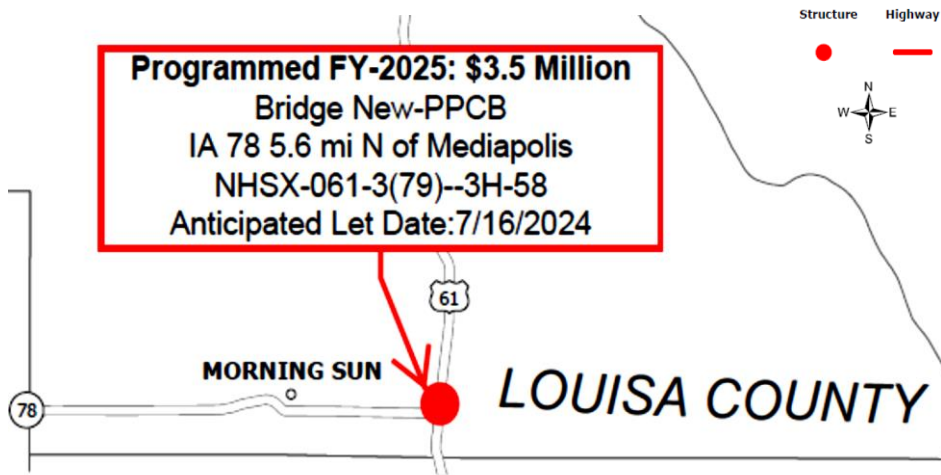 Structure Highway
N
W E
S
Programmed FY-2025: $3.5 Million
Bridge New-PPCB
IA 78 5.6 mi N of Mediapolis
NHSX-061-3(79)--3H-58
Anticipated Let Date:7/16/2024
61
MORNING SUN
LOUISA COUNTY
78